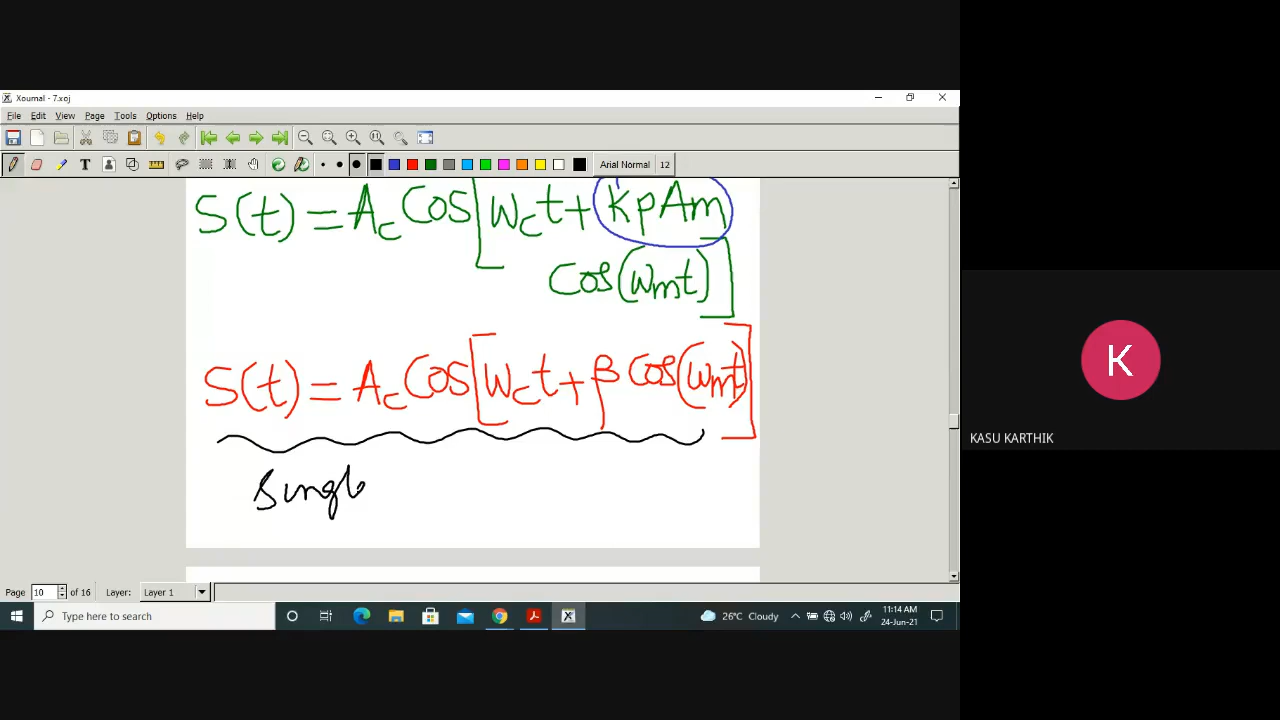 Xournal - 7.xoj
File Edit View Page Tools Options Help
Arial Normal 12
S(t) = Ac Cos[Wct + KpAm
Cos(Wmt)]
S(t) = Ac Cos[Wct + β Cos(Wmt)]
Singl
K
KASU KARTHIK
Page 10 of 16 Layer: Layer 1
Type here to search
26°C Cloudy
11:14 AM
24-Jun-21